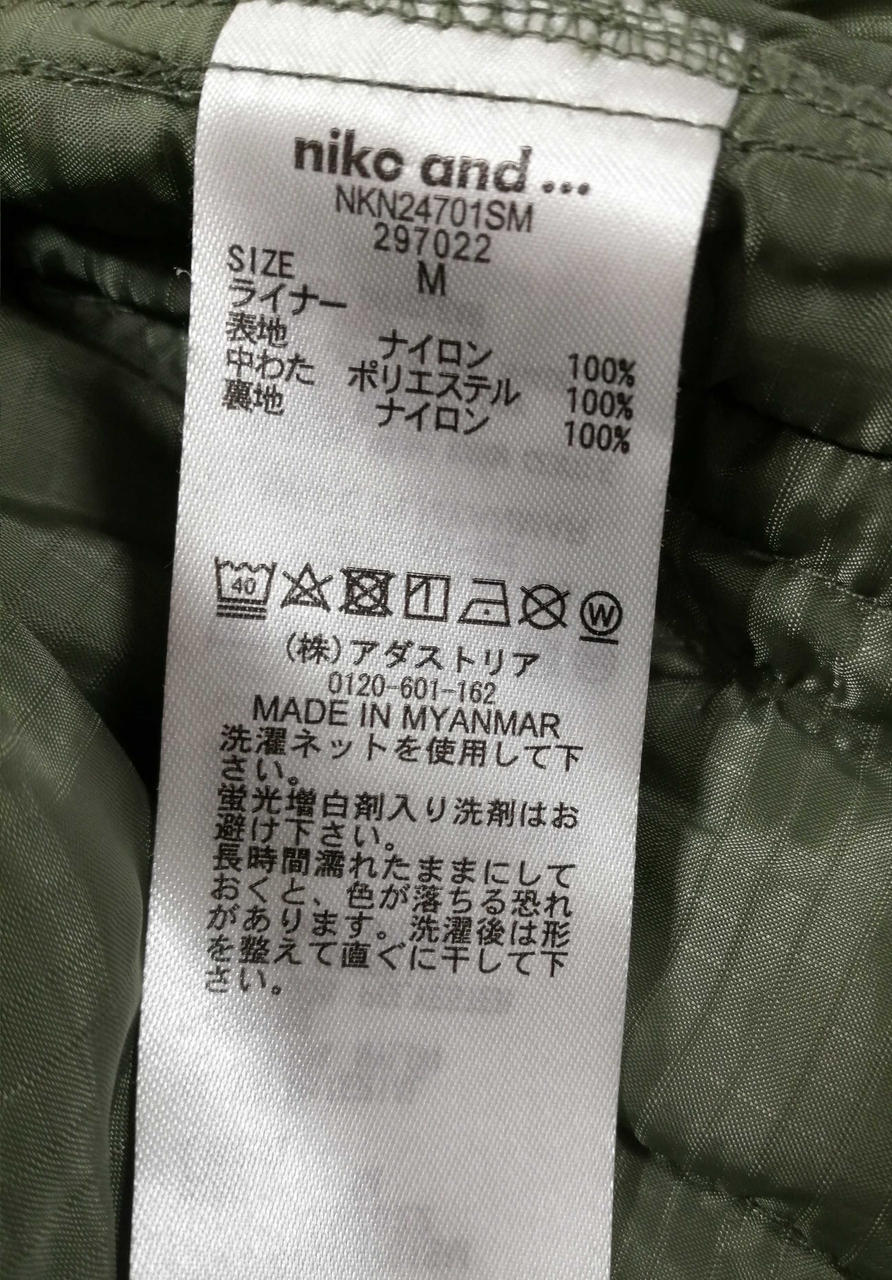 niko and ...
NKN24701SM
297022
SIZE M
ライナー
表地 ナイロン 100%
中わた ポリエステル 100%
裏地 ナイロン 100%
40 W
(株)アダストリア
0120-601-162
MADE IN MYANMAR
洗濯ネットを使用して下
さい。
蛍光増白剤入り洗剤はお
避け下さい。
長時間濡れたままにして
おくと、色が落ちる恐れ
があります。洗濯後は形
を整えて直ぐに干して下
さい。